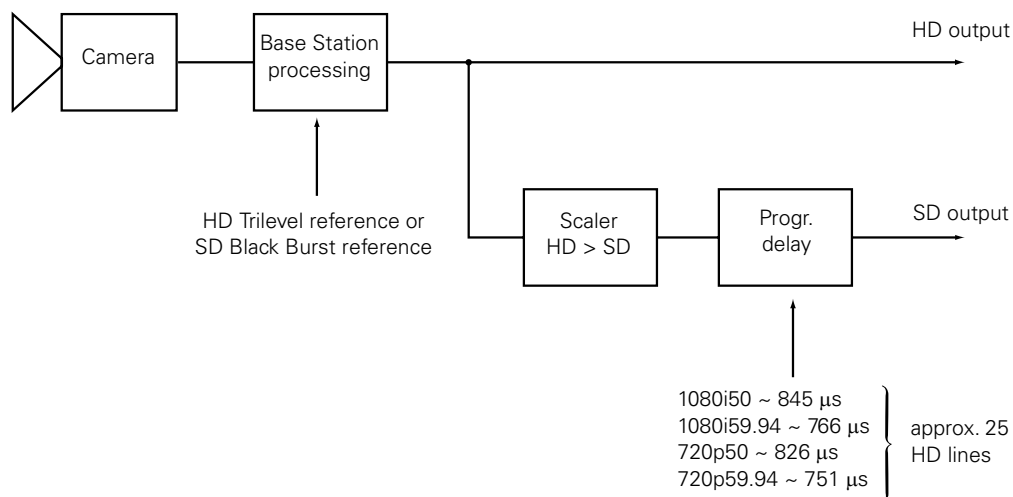 HD output
Camera
Base Station
processing
HD Trilevel reference or
SD Black Burst reference
SD output
Scaler
HD > SD
Progr.
delay
1080i50 ~ 845 μs
1080i59.94 ~ 766 μs
720p50 ~ 826 μs
720p59.94 ~ 751 μs
approx. 25
HD lines